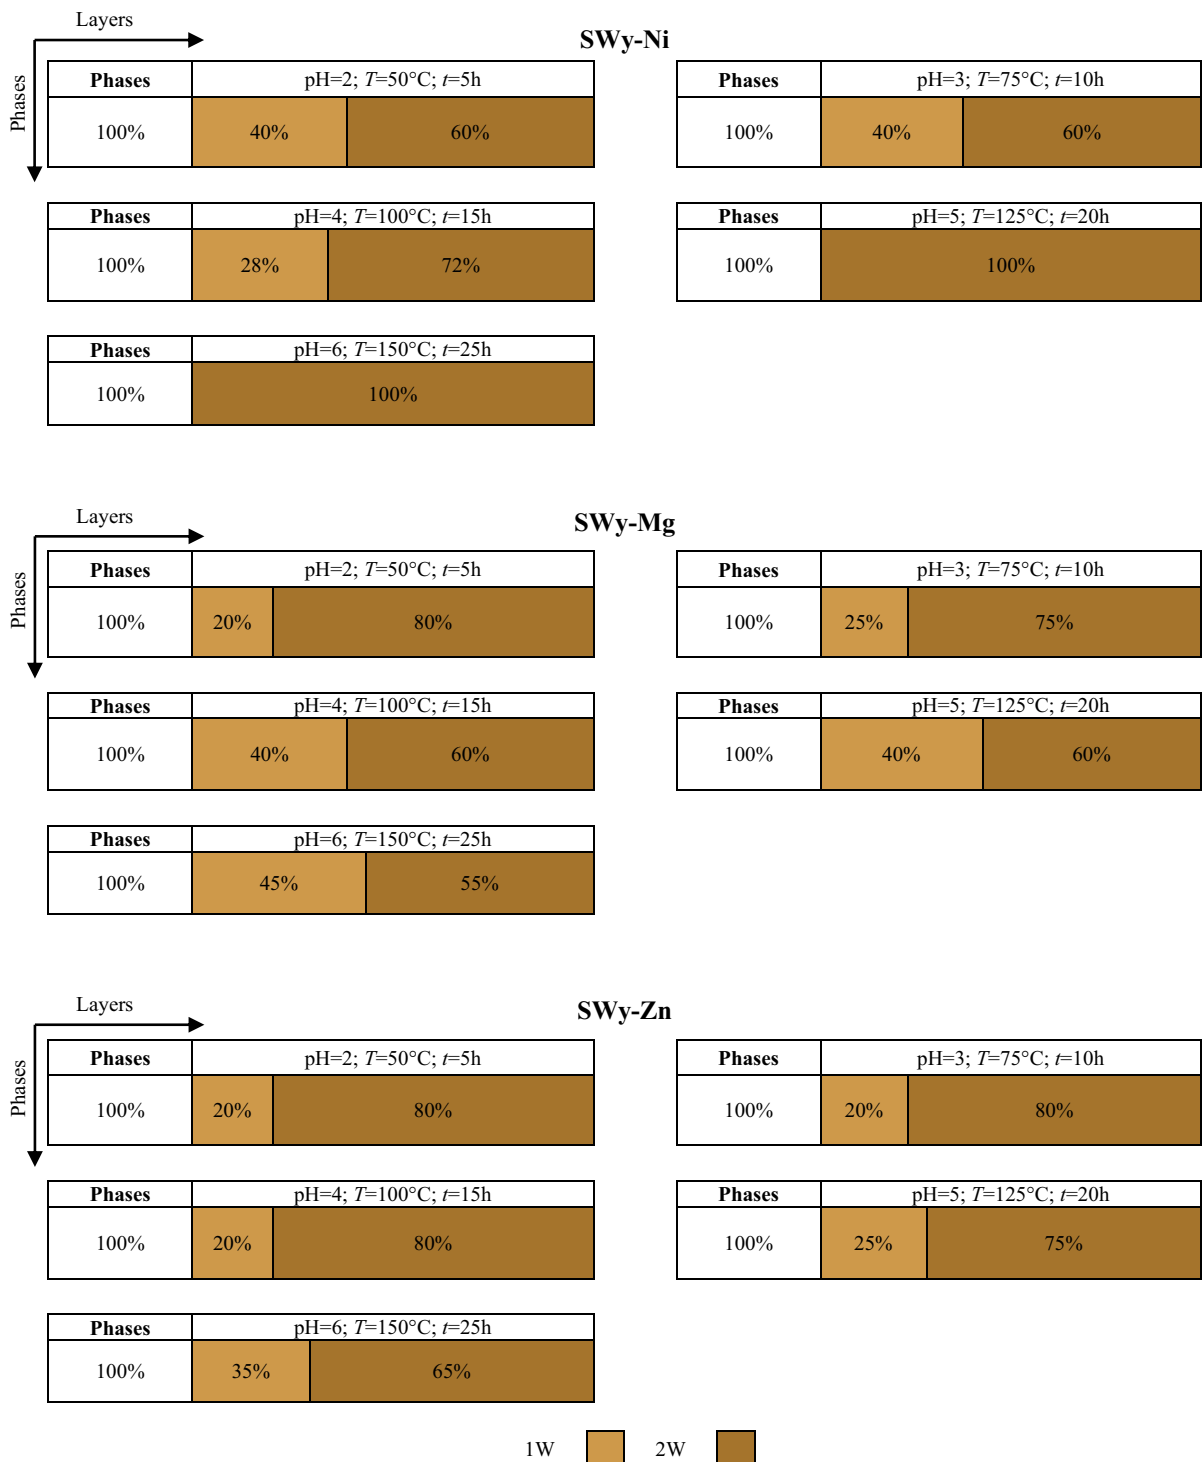 Layers
SWy-Ni
Phases
Phases pH=2; T=50°C; t=5h Phases pH=3; T=75°C; t=10h
100% 40% 60% 100% 40% 60%
Phases pH=4; T=100°C; t=15h Phases pH=5; T=125°C; t=20h
100% 28% 72% 100% 100%
Phases pH=6; T=150°C; t=25h
100% 100%
Layers
SWy-Mg
Phases
Phases pH=2; T=50°C; t=5h Phases pH=3; T=75°C; t=10h
100% 20% 80% 100% 25% 75%
Phases pH=4; T=100°C; t=15h Phases pH=5; T=125°C; t=20h
100% 40% 60% 100% 40% 60%
Phases pH=6; T=150°C; t=25h
100% 45% 55%
Layers
SWy-Zn
Phases
Phases pH=2; T=50°C; t=5h Phases pH=3; T=75°C; t=10h
100% 20% 80% 100% 20% 80%
Phases pH=4; T=100°C; t=15h Phases pH=5; T=125°C; t=20h
100% 20% 80% 100% 25% 75%
Phases pH=6; T=150°C; t=25h
100% 35% 65%
1W 2W